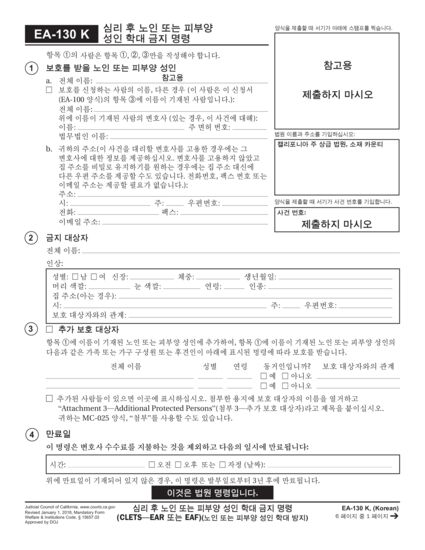 EA-130 K
심리 후 노인 또는 피부양
성인 학대 금지 명령
양식을 제출할 때 서기가 아래에 스탬프를 찍습니다.
참고용
제출하지 마시오
항목 ①의 사람은 항목 ①, ②, ③만을 작성해야 합니다.
1 보호를 받을 노인 또는 피부양 성인
a. 전체 이름: 참고용
☐ 보호를 신청하는 사람의 이름, 다른 경우 (이 사람은 이 신청서
(EA-100 양식)의 항목 ③에 이름이 기재된 사람입니다.):
전체 이름:
위에 이름이 기재된 사람의 변호사 (있는 경우, 이 사건에 대해):
이름: 주 면허 번호:
법무법인 이름:
법원 이름과 주소를 기입하십시오:
캘리포니아 주 상급 법원, 소재 카운티
b. 귀하의 주소(이 사건을 대리할 변호사를 고용한 경우에는 그
변호사에 대한 정보를 제공하십시오. 변호사를 고용하지 않았고
집 주소를 비밀로 유지하기를 원하는 경우에는 집 주소 대신에
다른 우편 주소를 제공할 수도 있습니다. 전화번호, 팩스 번호 또는
이메일 주소는 제공할 필요가 없습니다.):
주소:
시: 주: 우편번호:
전화: 팩스:
이메일 주소:
양식을 제출할 때 서기가 사건 번호를 기입합니다.
사건 번호:
제출하지 마시오
2 금지 대상자
전체 이름:
인상:
성별: ☐ 남 ☐ 여 신장: 체중: 생년월일:
머리 색깔: 눈 색깔: 연령: 인종:
집 주소(아는 경우):
시: 주: 우편번호:
보호 대상자와의 관계:
3 ☐ 추가 보호 대상자
항목 ①에 이름이 기재된 노인 또는 피부양 성인에 추가하여, 항목 ①에 이름이 기재된 노인 또는 피부양 성인의
다음과 같은 가족 또는 가구 구성원 또는 후견인이 아래에 표시된 명령에 따라 보호를 받습니다.
전체 이름 성별 연령 동거인입니까? 보호 대상자와의 관계
☐ 예 ☐ 아니오
☐ 예 ☐ 아니오
☐ 추가된 사람들이 있으면 이곳에 표시하십시오. 첨부한 용지에 보호 대상자의 이름을 열거하고
“Attachment 3—Additional Protected Persons”(첨부 3—추가 보호 대상자)라고 제목을 붙이십시오.
귀하는 MC-025 양식, “첨부”를 사용할 수도 있습니다.
4 만료일
이 명령은 변호사 수수료를 지불하는 것을 제외하고 다음의 일시에 만료됩니다:
시간: ☐ 오전 ☐ 오후 또는 ☐ 자정 (날짜):
위에 만료일이 기재되어 있지 않은 경우, 이 명령은 발부일로부터 3년 후에 만료됩니다.
이것은 법원 명령입니다.
Judicial Council of California, www.courts.ca.gov
Revised January 1, 2018, Mandatory Form
Welfare & Institutions Code, § 15657.03
Approved by DOJ
심리 후 노인 또는 피부양 성인 학대 금지 명령
(CLETS—EAR 또는 EAF)(노인 또는 피부양 성인 학대 방지)
EA-130 K, (Korean)
6 페이지 중 1 페이지 →